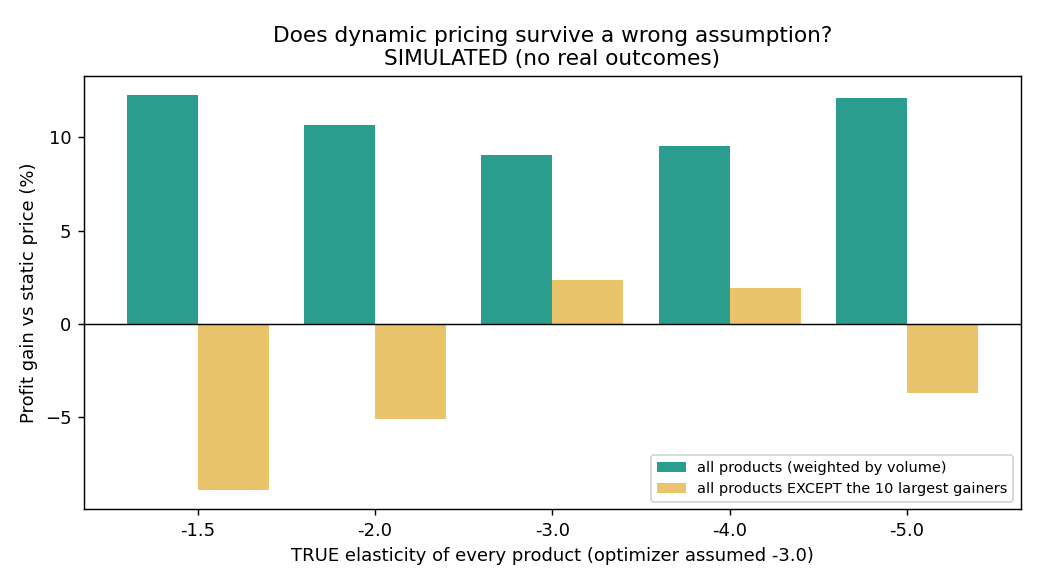 Does dynamic pricing survive a wrong assumption?
SIMULATED (no real outcomes)
Profit gain vs static price (%)
10
5
0
−5
-1.5
-2.0
-3.0
-4.0
-5.0
TRUE elasticity of every product (optimizer assumed -3.0)
all products (weighted by volume)
all products EXCEPT the 10 largest gainers